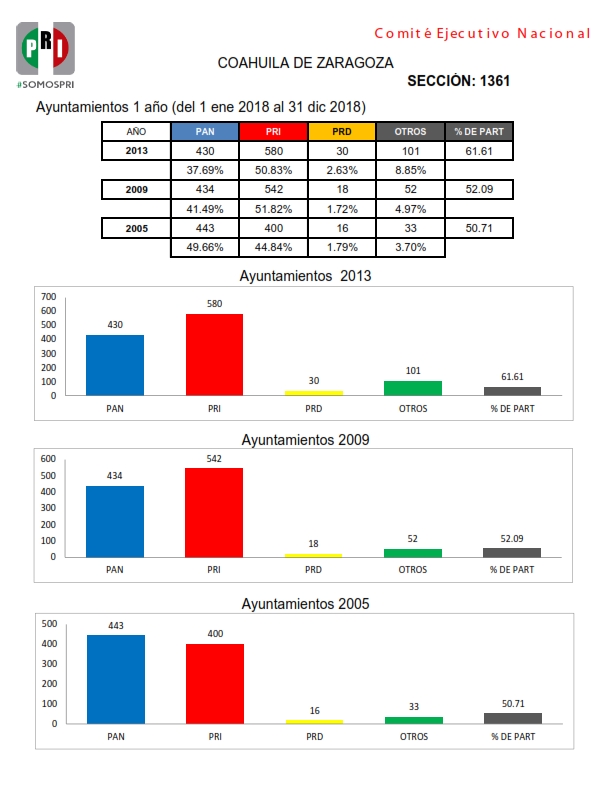 Comité Ejecutivo Nacional
PRI
#SOMOSPRI
COAHUILA DE ZARAGOZA
SECCIÓN: 1361
Ayuntamientos 1 año (del 1 ene 2018 al 31 dic 2018)
AÑO PAN PRI PRD OTROS % DE PART
2013 430 580 30 101 61.61
37.69% 50.83% 2.63% 8.85%
2009 434 542 18 52 52.09
41.49% 51.82% 1.72% 4.97%
2005 443 400 16 33 50.71
49.66% 44.84% 1.79% 3.70%
Ayuntamientos 2013
700
600
500
400
300
200
100
0
430 580 30 101 61.61
PAN PRI PRD OTROS % DE PART
Ayuntamientos 2009
600
500
400
300
200
100
0
434 542 18 52 52.09
PAN PRI PRD OTROS % DE PART
Ayuntamientos 2005
500
400
300
200
100
0
443 400 16 33 50.71
PAN PRI PRD OTROS % DE PART